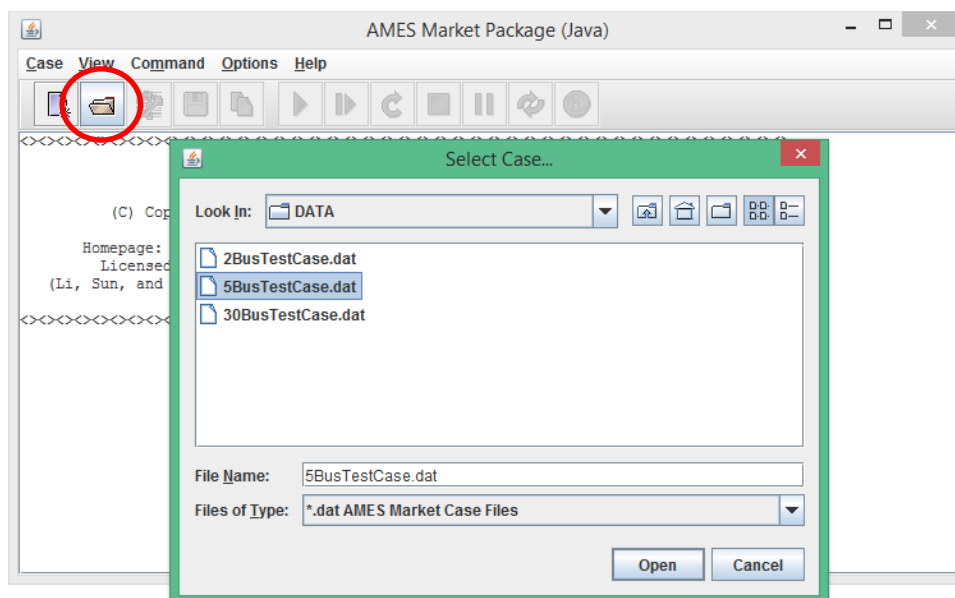 AMES Market Package (Java)
Case View Command Options Help
<><><><><><><><><><><><><><><><><><><><><><><><><><><><><><><><><><><><><><><>
Select Case...
(C) Cop
Look In: DATA
Homepage:
Licensed
(Li, Sun, and
<><><><><><><><><
2BusTestCase.dat
5BusTestCase.dat
30BusTestCase.dat
File Name: 5BusTestCase.dat
Files of Type: *.dat AMES Market Case Files
Open Cancel